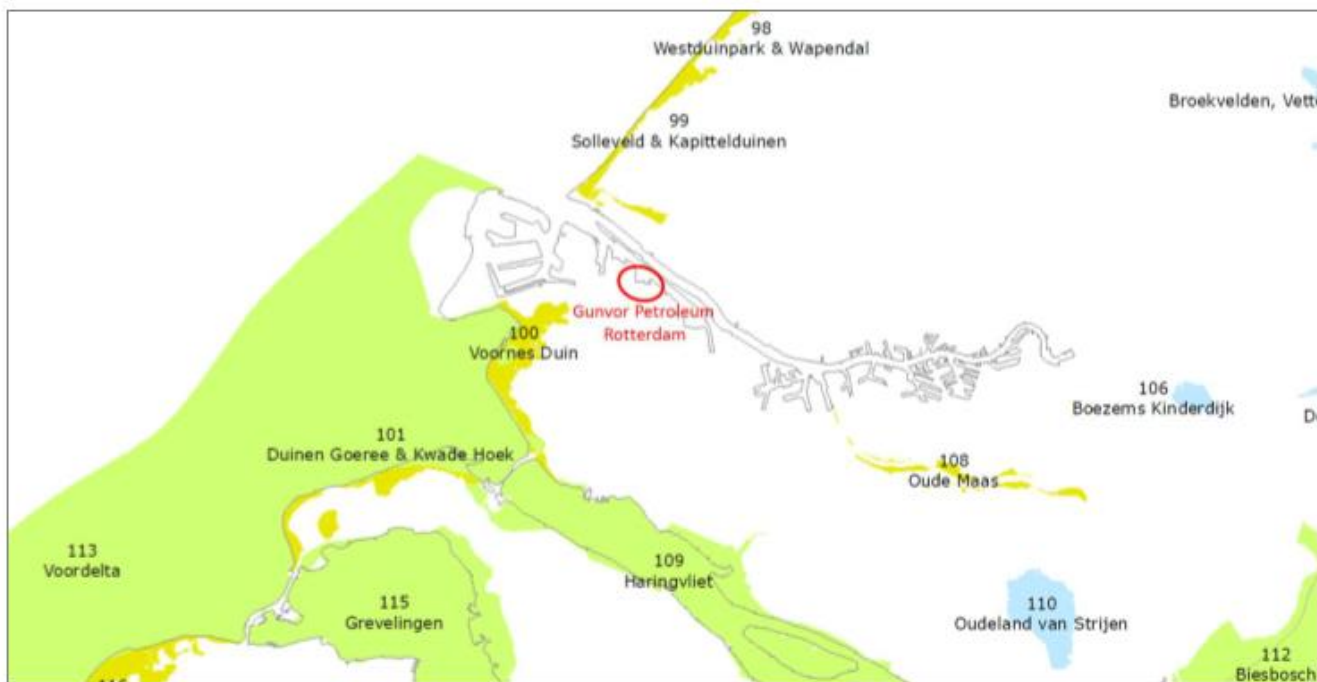 98
Westduinpark & Wapendal
Broekvelden, Vett
99
Solleveld & Kapittelduinen
Gunvor Petroleum
Rotterdam
100
Voornes Duin
106
Boezems Kinderdijk
101
Duinen Goeree & Kwade Hoek
108
Oude Maas
113
Voordelta
109
Haringvliet
115
Grevelingen
110
Oudeland van Strijen
112
Biesbosch